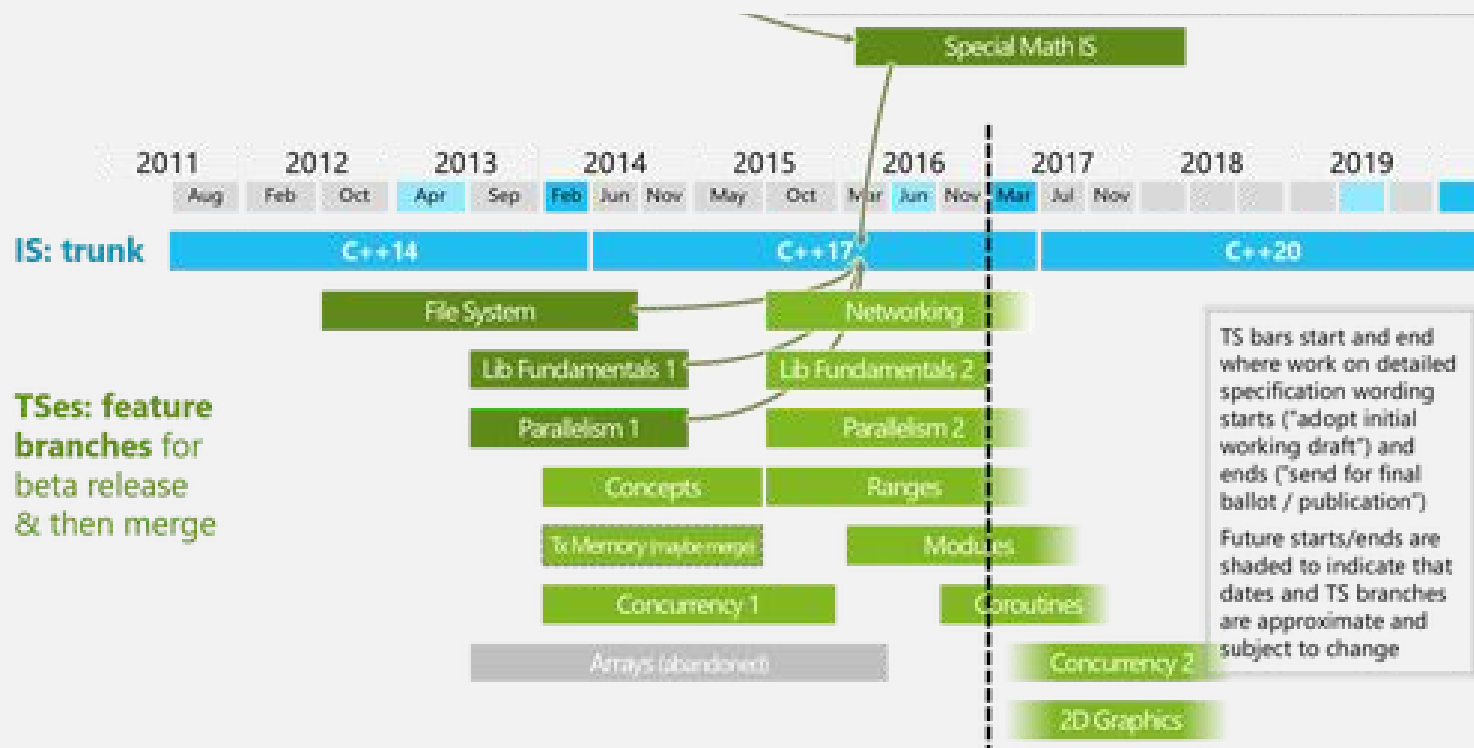 Special Math IS
2011 2012 2013 2014 2015 2016 2017 2018 2019
Aug Feb Oct Apr Sep Feb Jun Nov May Oct Mar Jun Nov Mar Jul Nov
IS: trunk C++14 C++17 C++20
File System Networking
Lib Fundamentals 1 Lib Fundamentals 2
Parallelism 1 Parallelism 2
Concepts Ranges
Tx Memory (maybe merge) Modules
Concurrency 1 Coroutines
Arrays (abandoned) Concurrency 2
2D Graphics
TSes: feature
branches for
beta release
& then merge
TS bars start and end
where work on detailed
specification wording
starts ("adopt initial
working draft") and
ends ("send for final
ballot / publication")
Future starts/ends are
shaded to indicate that
dates and TS branches
are approximate and
subject to change